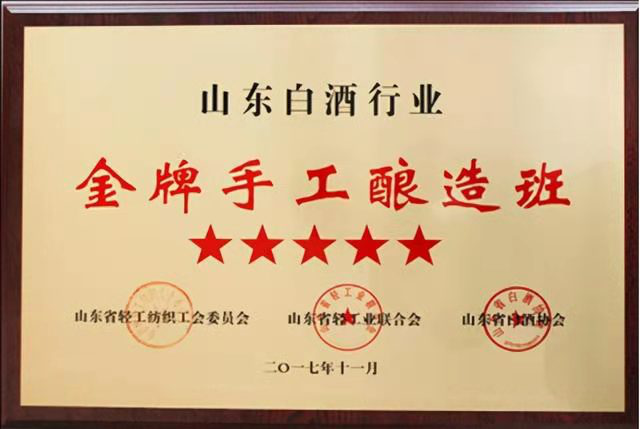 山东白酒行业
金牌手工酿造班
★★★★★
山东省轻工纺织工会委员会 山东省轻工业联合会 山东省白酒协会
二〇一七年十一月